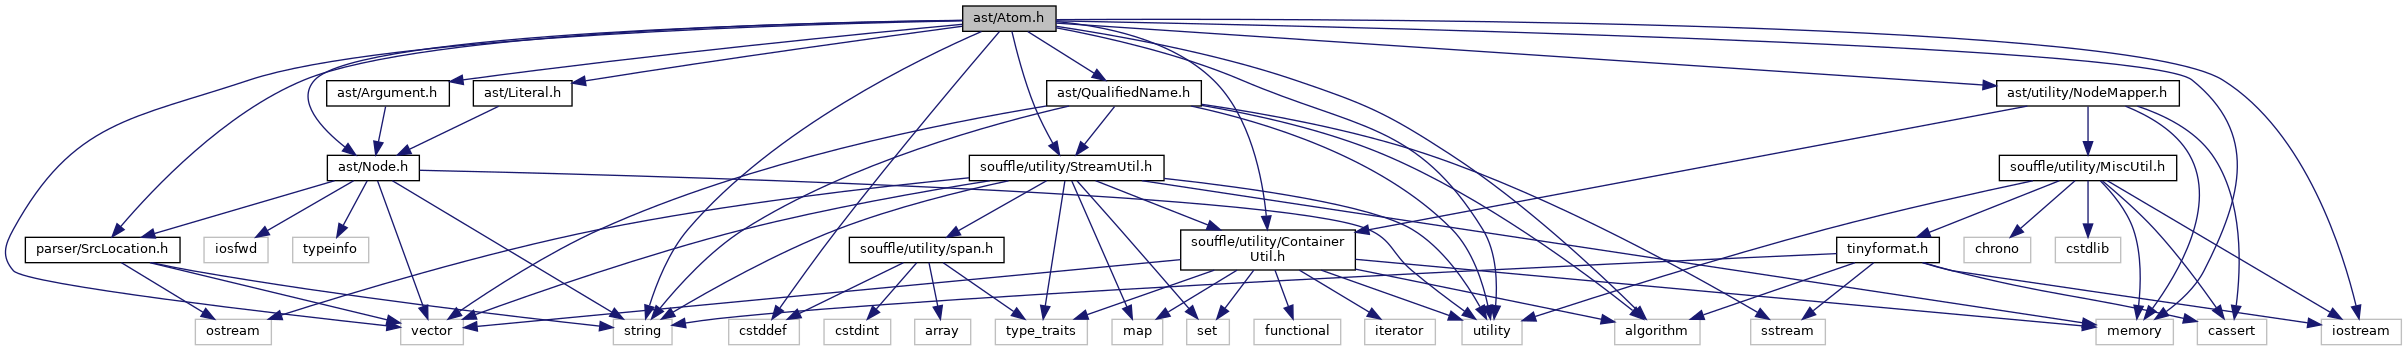 ast/Atom.h
ast/Argument.h
ast/Literal.h
ast/QualifiedName.h
ast/utility/NodeMapper.h
ast/Node.h
souffle/utility/StreamUtil.h
souffle/utility/MiscUtil.h
parser/SrcLocation.h
iosfwd
typeinfo
souffle/utility/span.h
souffle/utility/Container
Util.h
tinyformat.h
chrono
cstdlib
ostream
vector
string
cstddef
cstdint
array
type_traits
map
set
functional
iterator
utility
algorithm
sstream
memory
cassert
iostream